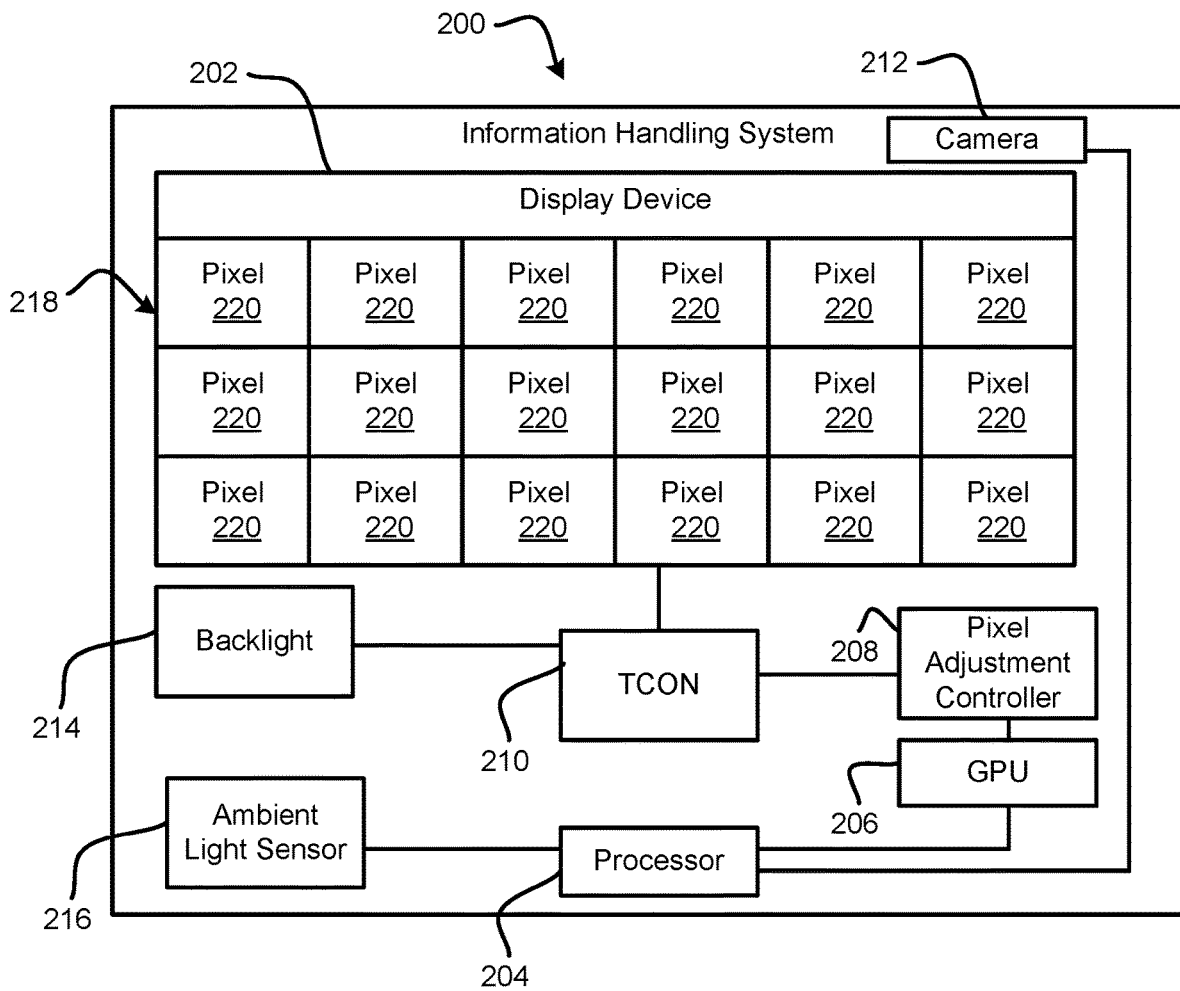 200
202
212
Information Handling System
Camera
Display Device
218
Pixel Pixel Pixel Pixel Pixel Pixel
220 220 220 220 220 220
Pixel Pixel Pixel Pixel Pixel Pixel
220 220 220 220 220 220
Pixel Pixel Pixel Pixel Pixel Pixel
220 220 220 220 220 220
Backlight
214
TCON
210
208
Pixel
Adjustment
Controller
GPU
206
Ambient
Light Sensor
216
Processor
204